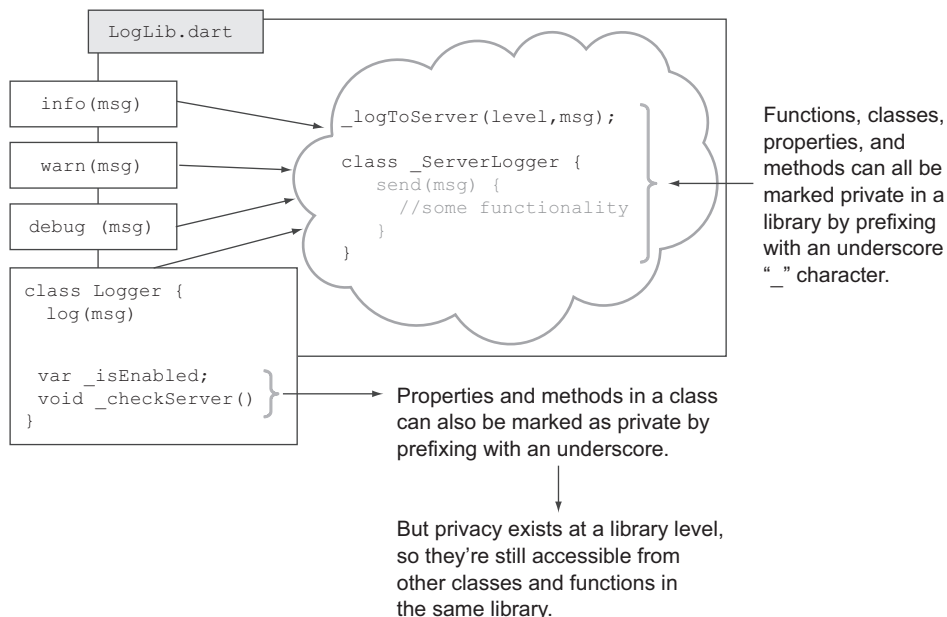 LogLib.dart
info(msg)
warn(msg)
debug (msg)
class Logger {
log(msg)
var _isEnabled;
void _checkServer()
}
_logToServer(level,msg);
class _ServerLogger {
send(msg) {
//some functionality
}
}
Functions, classes,
properties, and
methods can all be
marked private in a
library by prefixing
with an underscore
“_” character.
Properties and methods in a class
can also be marked as private by
prefixing with an underscore.
But privacy exists at a library level,
so they’re still accessible from
other classes and functions in
the same library.